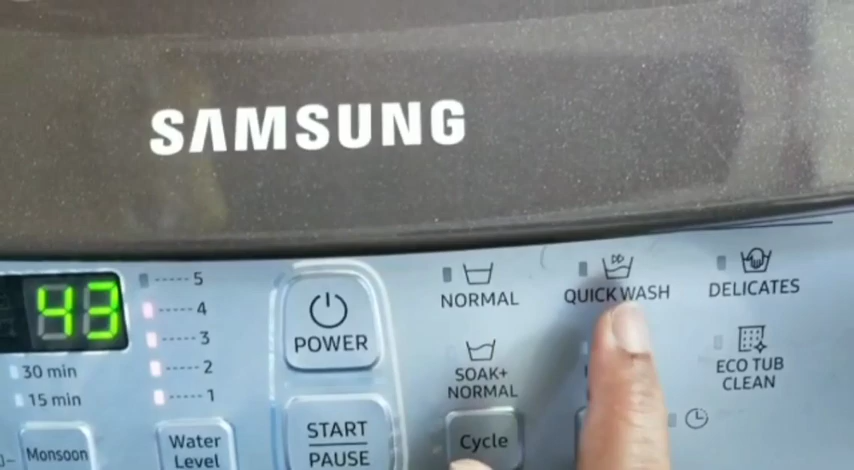 SAMSUNG
43
5
4
3
2
1
30 min
15 min
Monsoon
Water
Level
POWER
START
PAUSE
NORMAL
SOAK+
NORMAL
Cycle
QUICK WASH
DELICATES
ECO TUB
CLEAN